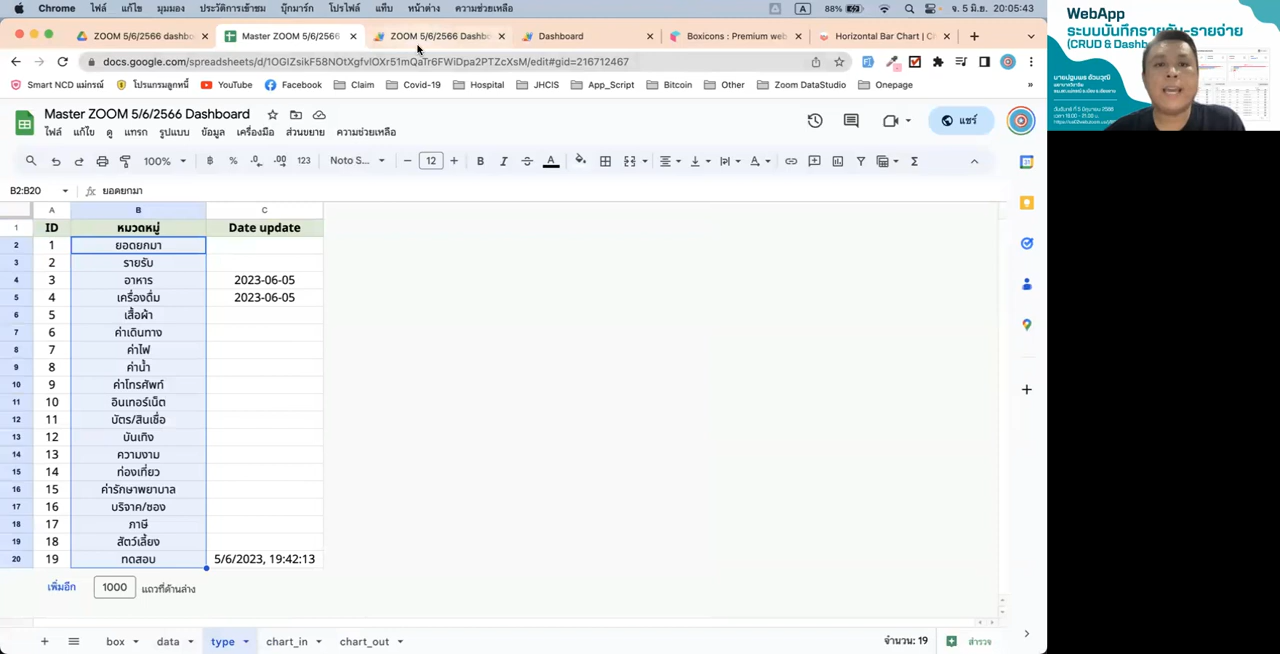 Chrome ไฟล์ แก้ไข มุมมอง ประวัติการเข้าชม บุ๊กมาร์ก โปรไฟล์ แท็บ หน้าต่าง ความช่วยเหลือ A 88% จ. 5 มิ.ย. 20:05:43
ZOOM 5/6/2566 dashbo Master ZOOM 5/6/2566 ZOOM 5/6/2566 Dashb Dashboard Boxicons : Premium web Horizontal Bar Chart | C
docs.google.com/spreadsheets/d/1OGIZsikF58NOtXgfvlOXr51mQaTr6FWiDpa2PTZcXsM/edit#gid=216712467
Smart NCD แม่กรณ์ โปรแกรมลูกหนี้ YouTube Facebook Claim Covid-19 Hospital JHCIS App_Script Bitcoin Other Zoom DataStudio Onepage »
Master ZOOM 5/6/2566 Dashboard
ไฟล์ แก้ไข ดู แทรก รูปแบบ ข้อมูล เครื่องมือ ส่วนขยาย ความช่วยเหลือ
แชร์
100% ฿ % .0 .00 123 Noto S... 12 B I A
B2:B20 fx ยอดยกมา
A B C
1 ID หมวดหมู่ Date update
2 1 ยอดยกมา
3 2 รายรับ
4 3 อาหาร 2023-06-05
5 4 เครื่องดื่ม 2023-06-05
6 5 เสื้อผ้า
7 6 ค่าเดินทาง
8 7 ค่าไฟ
9 8 ค่าน้ำ
10 9 ค่าโทรศัพท์
11 10 อินเทอร์เน็ต
12 11 บัตร/สินเชื่อ
13 12 บันเทิง
14 13 ความงาม
15 14 ท่องเที่ยว
16 15 ค่ารักษาพยาบาล
17 16 บริจาค/ซอง
18 17 ภาษี
19 18 สัตว์เลี้ยง
20 19 ทดสอบ 5/6/2023, 19:42:13
เพิ่มอีก 1000 แถวที่ด้านล่าง
box data type chart_in chart_out จำนวน: 19 สำรวจ
WebApp
(CRUD & Dashb